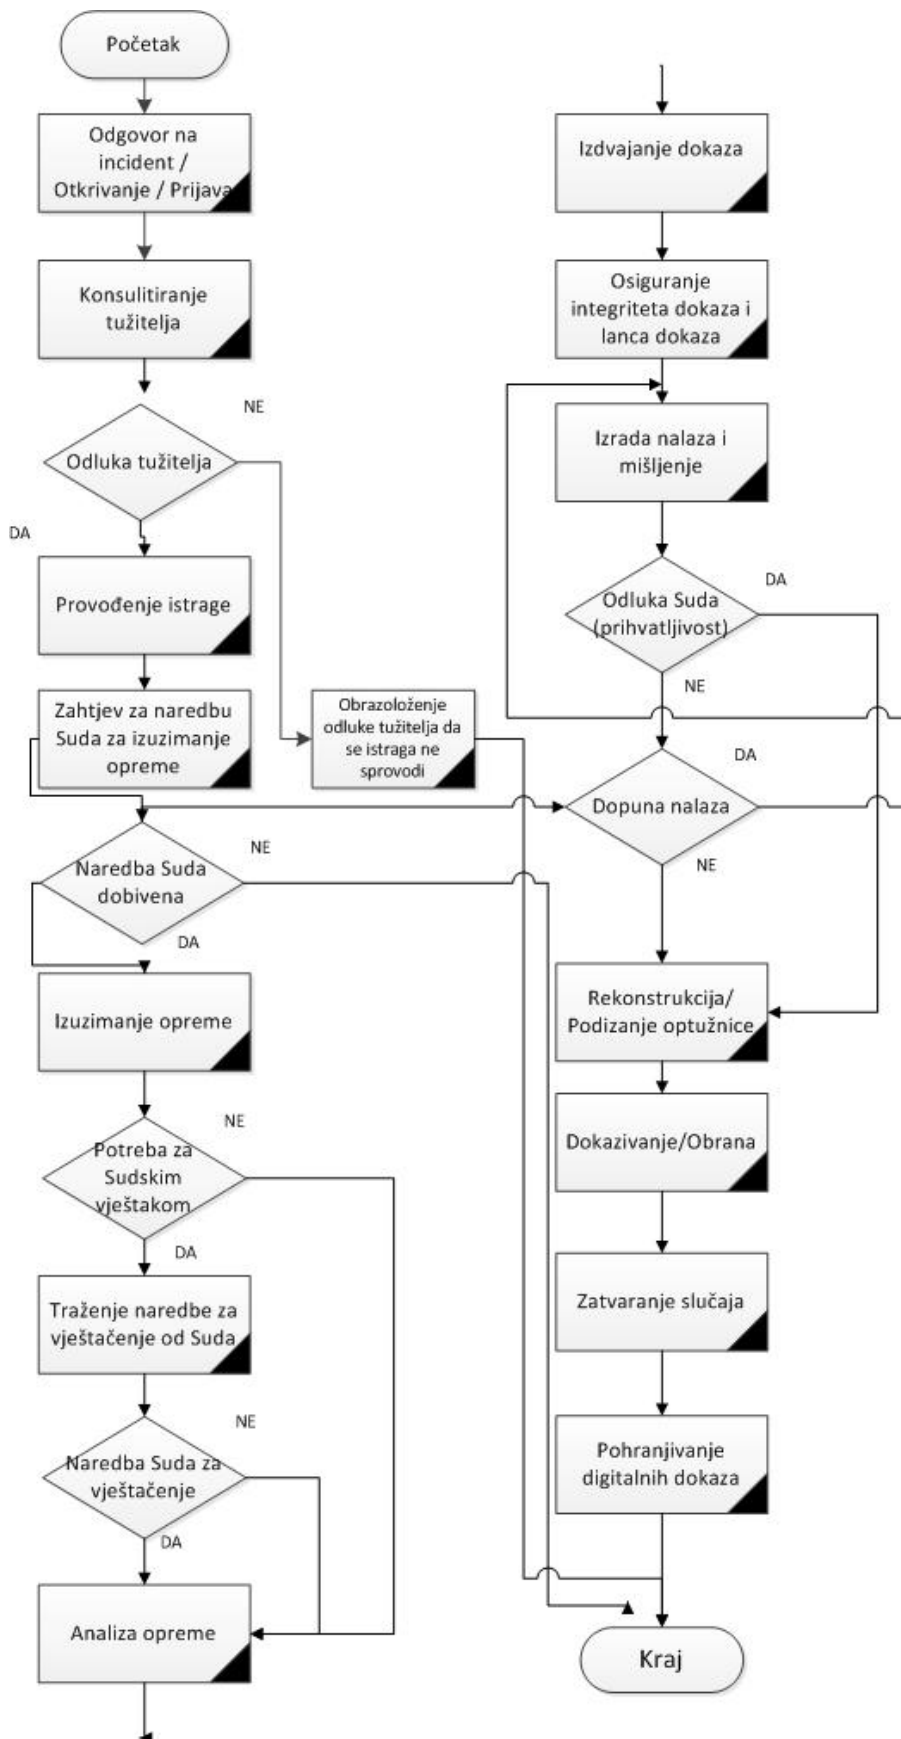 Početak
Odgovor na
incident /
Otkrivanje / Prijava
Konsulitiranje
tužitelja
NE
Odluka tužitelja
DA
Provođenje istrage
Zahtjev za naredbu
Suda za izuzimanje
opreme
Obrazoloženje
odluke tužitelja da
se istraga ne
sprovodi
NE
Naredba Suda
dobivena
DA
Izuzimanje opreme
NE
Potreba za
Sudskim
vještakom
DA
Traženje naredbe za
vještačenje od Suda
NE
Naredba Suda za
vještačenje
DA
Analiza opreme
Izdvajanje dokaza
Osiguranje
integriteta dokaza i
lanca dokaza
Izrada nalaza i
mišljenje
DA
Odluka Suda
(prihvatljivost)
NE
DA
Dopuna nalaza
NE
Rekonstrukcija/
Podizanje optužnice
Dokazivanje/Obrana
Zatvaranje slučaja
Pohranjivanje
digitalnih dokaza
Kraj